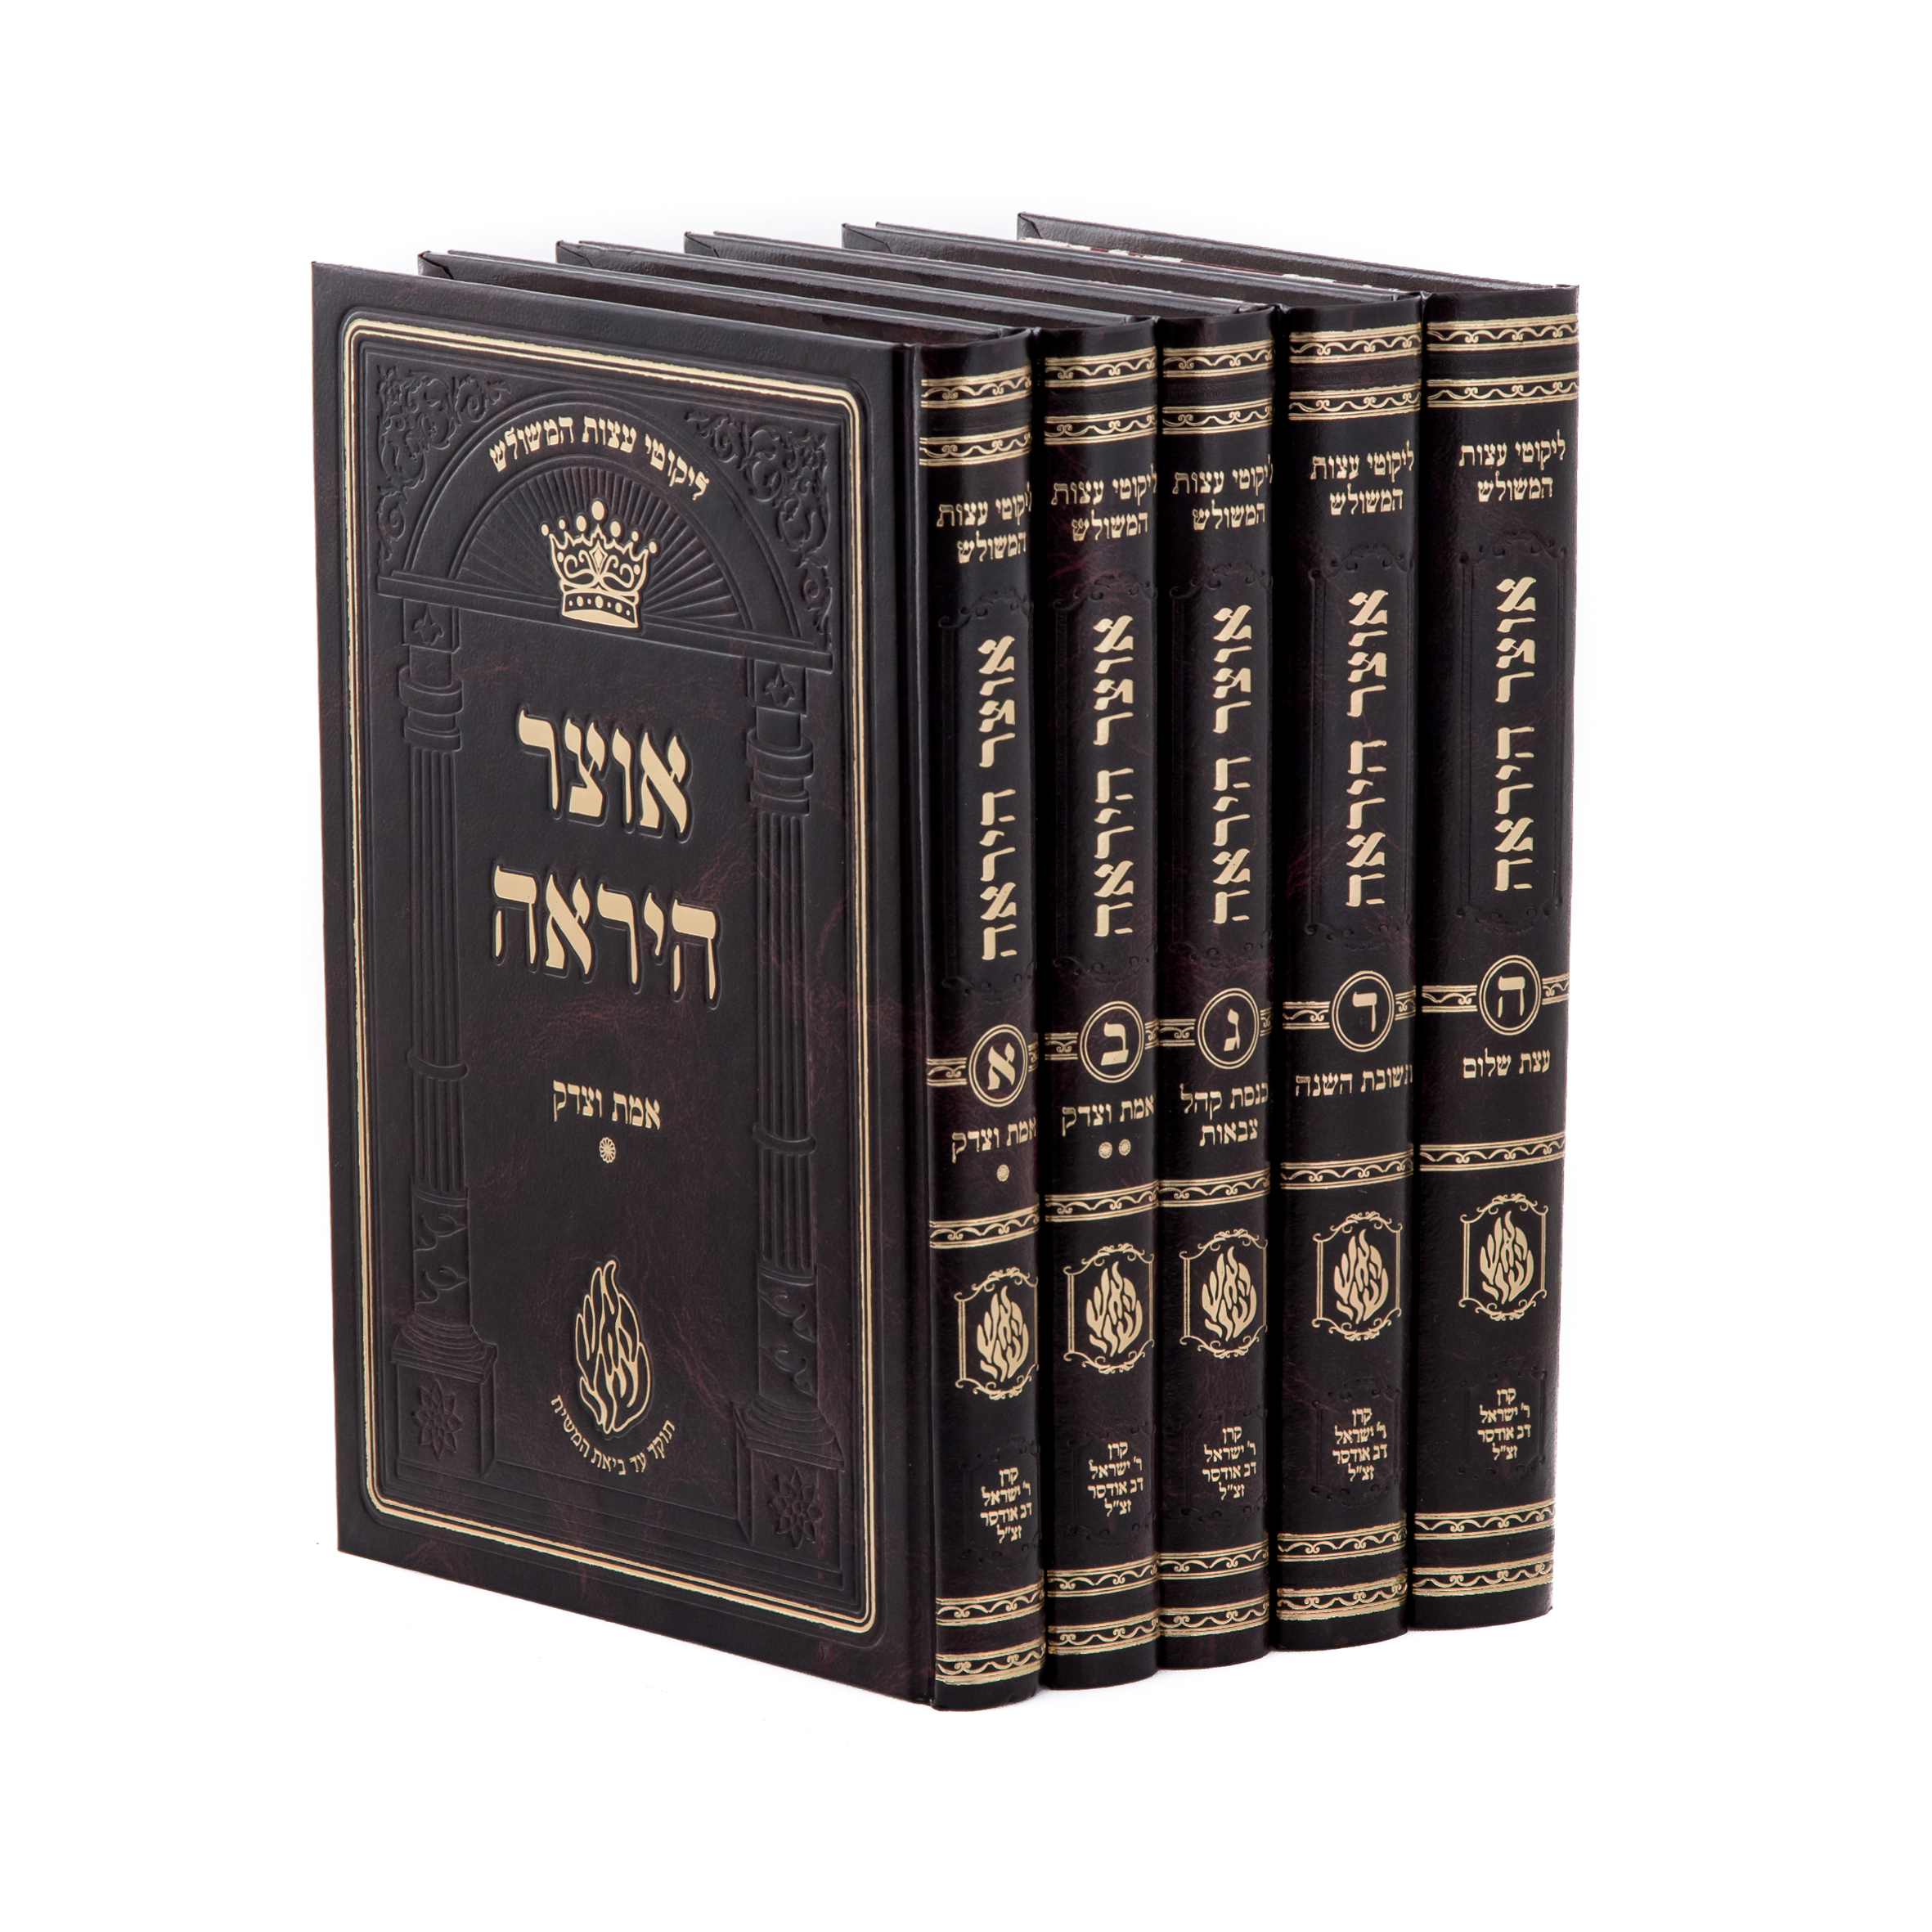 ליקוטי עצות המשולש
אוצר
היראה
אמת וצדק
אש
תוקד עד ביאת המשיח
ליקוטי עצות
המשולש
אוצר היראה
א
אמת וצדק
קרן
ר' ישראל
דב אודסר
זצ"ל
ליקוטי עצות
המשולש
אוצר היראה
ב
אמת וצדק
קרן
ר' ישראל
דב אודסר
זצ"ל
ליקוטי עצות
המשולש
אוצר היראה
ג
כנסת קהל
צבאות
קרן
ר' ישראל
דב אודסר
זצ"ל
ליקוטי עצות
המשולש
אוצר היראה
ד
תשובת השנה
קרן
ר' ישראל
דב אודסר
זצ"ל
ליקוטי עצות
המשולש
אוצר היראה
ה
עצת שלום
קרן
ר' ישראל
דב אודסר
זצ"ל